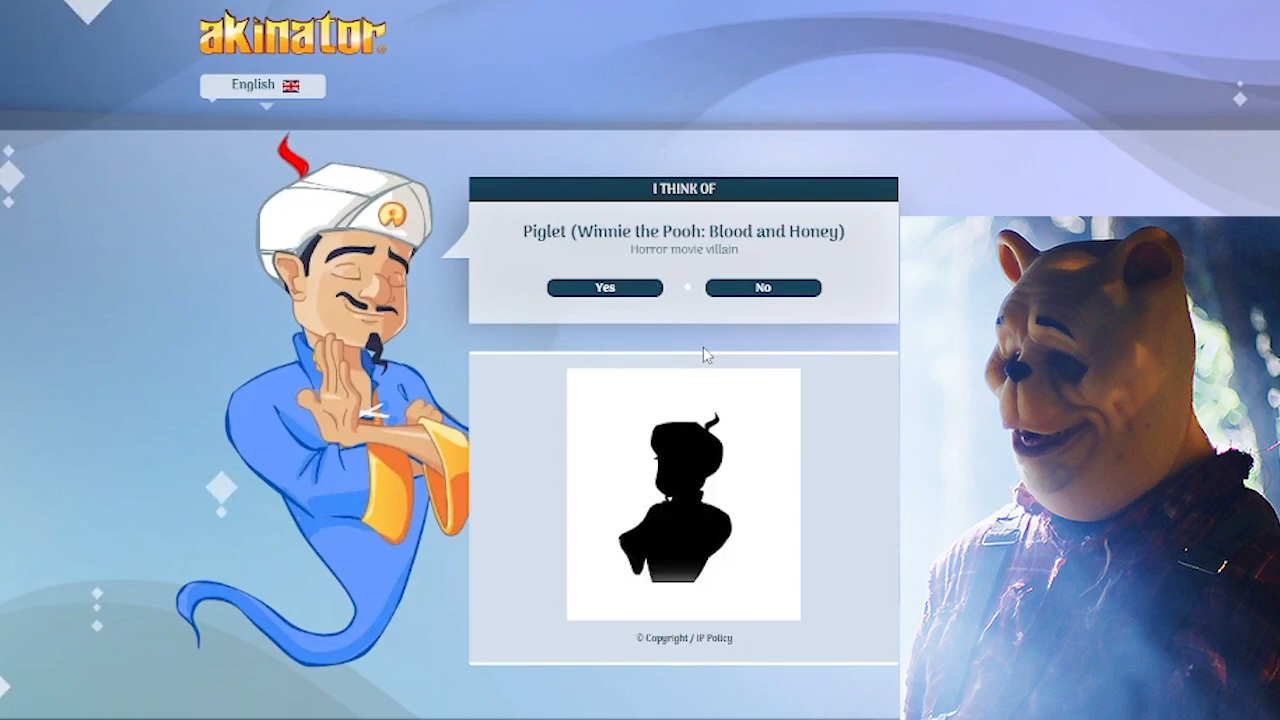 akinator
English
I THINK OF
Piglet (Winnie the Pooh: Blood and Honey)
Horror movie villain
Yes
No
© Copyright / IP Policy